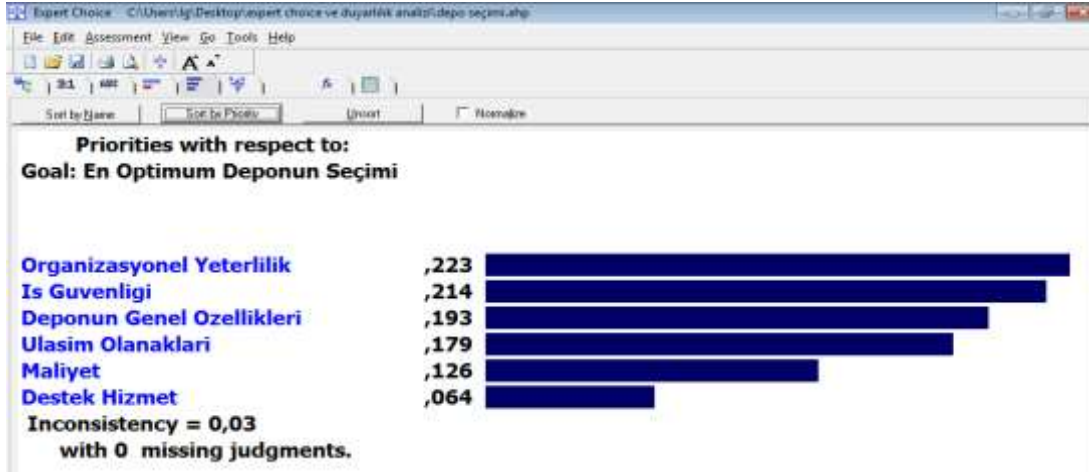 Expert Choice C:\Users\lg\Desktop\expert choice ve duyarlılık analizi\depo seçimi.ahp
File Edit Assessment View Go Tools Help
Sort by Name Sort by Priority Unsort Normalize
Priorities with respect to:
Goal: En Optimum Deponun Seçimi
Organizasyonel Yeterlilik ,223
Is Guvenligi ,214
Deponun Genel Ozellikleri ,193
Ulasim Olanaklari ,179
Maliyet ,126
Destek Hizmet ,064
Inconsistency = 0,03
with 0 missing judgments.